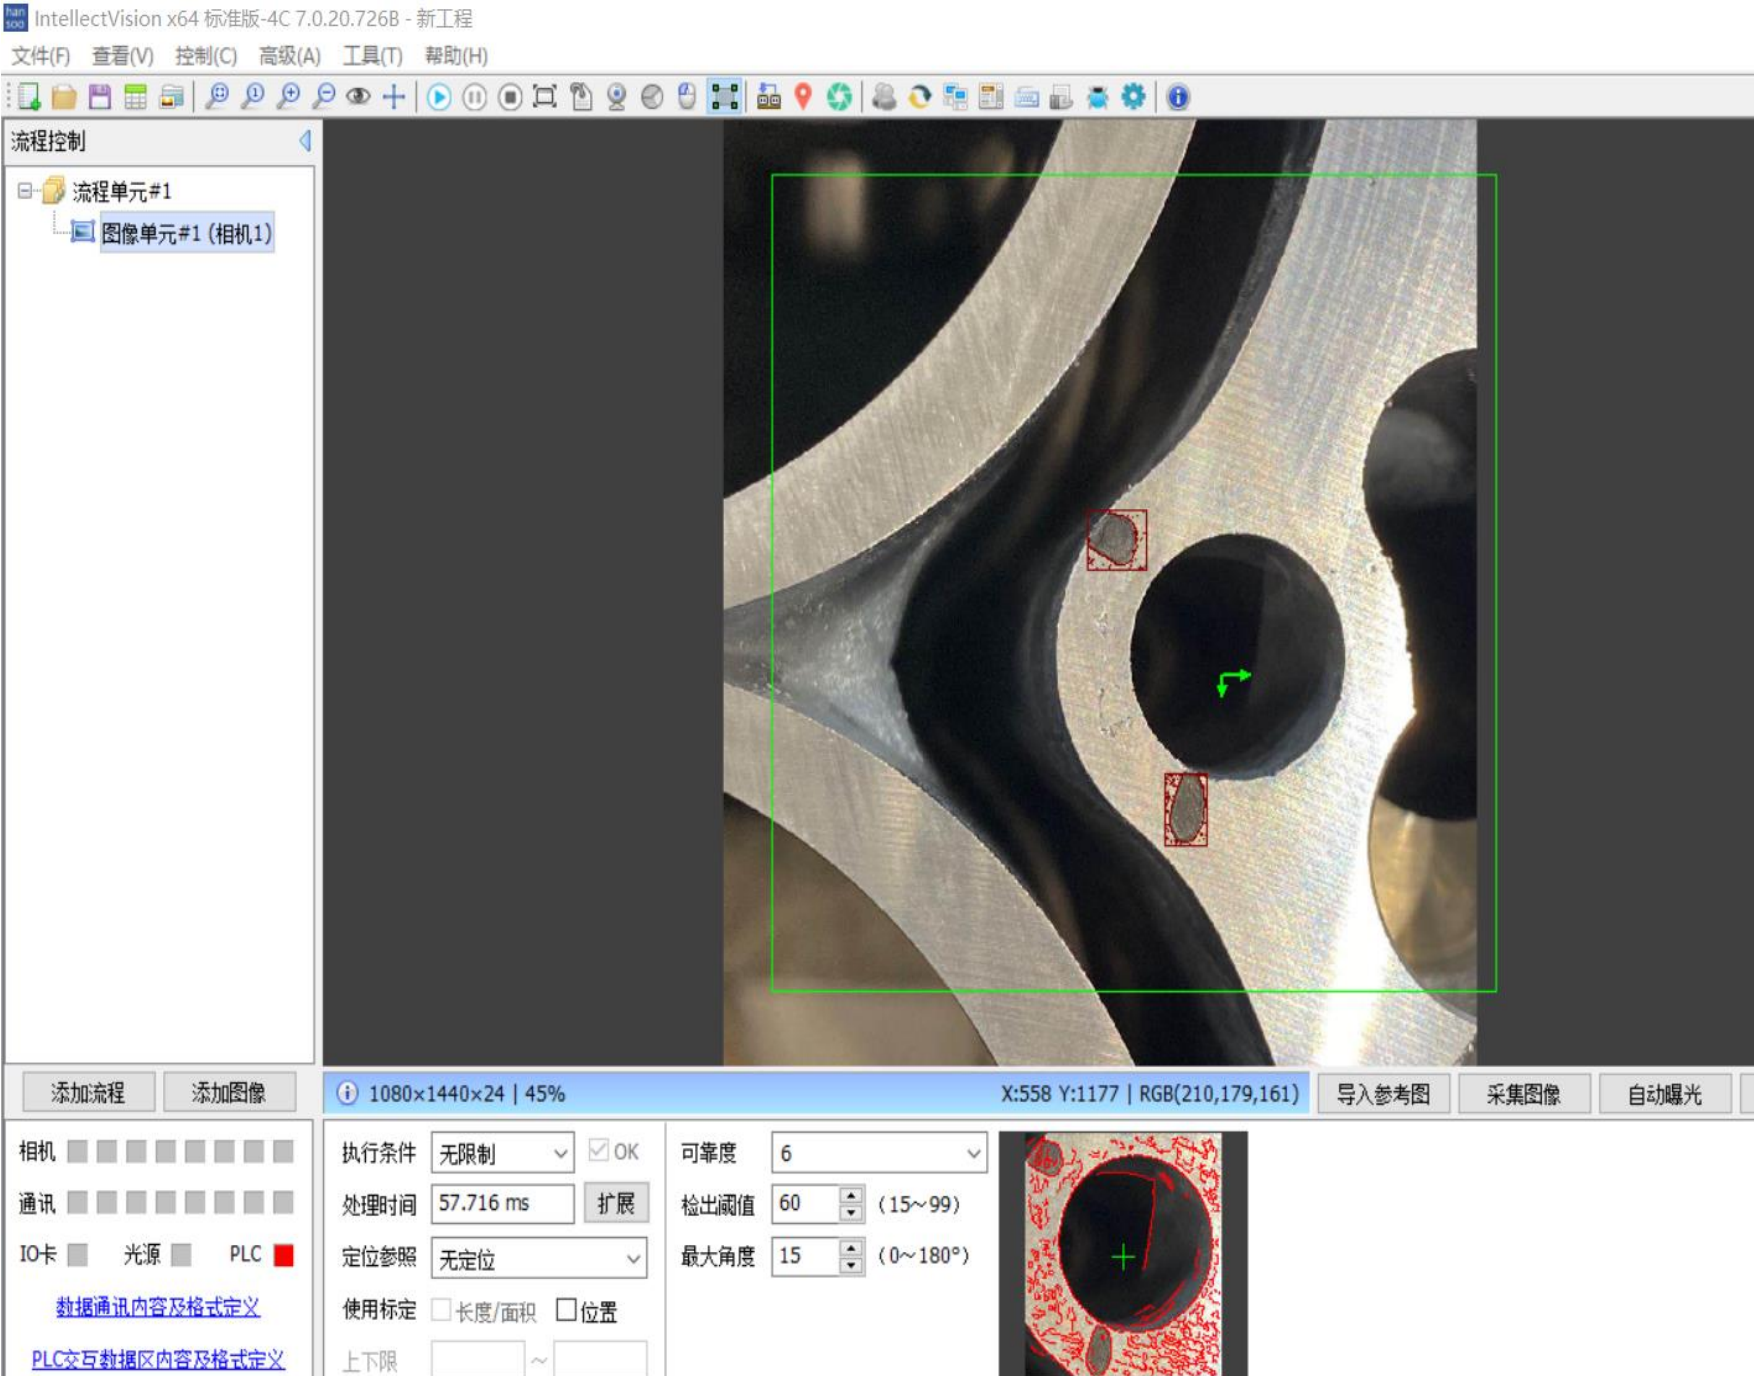 han
soo
IntellectVision x64 标准版-4C 7.0.20.726B - 新工程
文件(F) 查看(V) 控制(C) 高级(A) 工具(T) 帮助(H)
流程控制
流程单元#1
图像单元#1 (相机1)
添加流程 添加图像
1080×1440×24 | 45% X:558 Y:1177 | RGB(210,179,161) 导入参考图 采集图像 自动曝光
相机
通讯
IO卡 光源 PLC
数据通讯内容及格式定义
PLC交互数据区内容及格式定义
执行条件 无限制 OK
处理时间 57.716 ms 扩展
定位参照 无定位
使用标定 长度/面积 位置
上下限 ~
可靠度 6
检出阈值 60 (15~99)
最大角度 15 (0~180°)